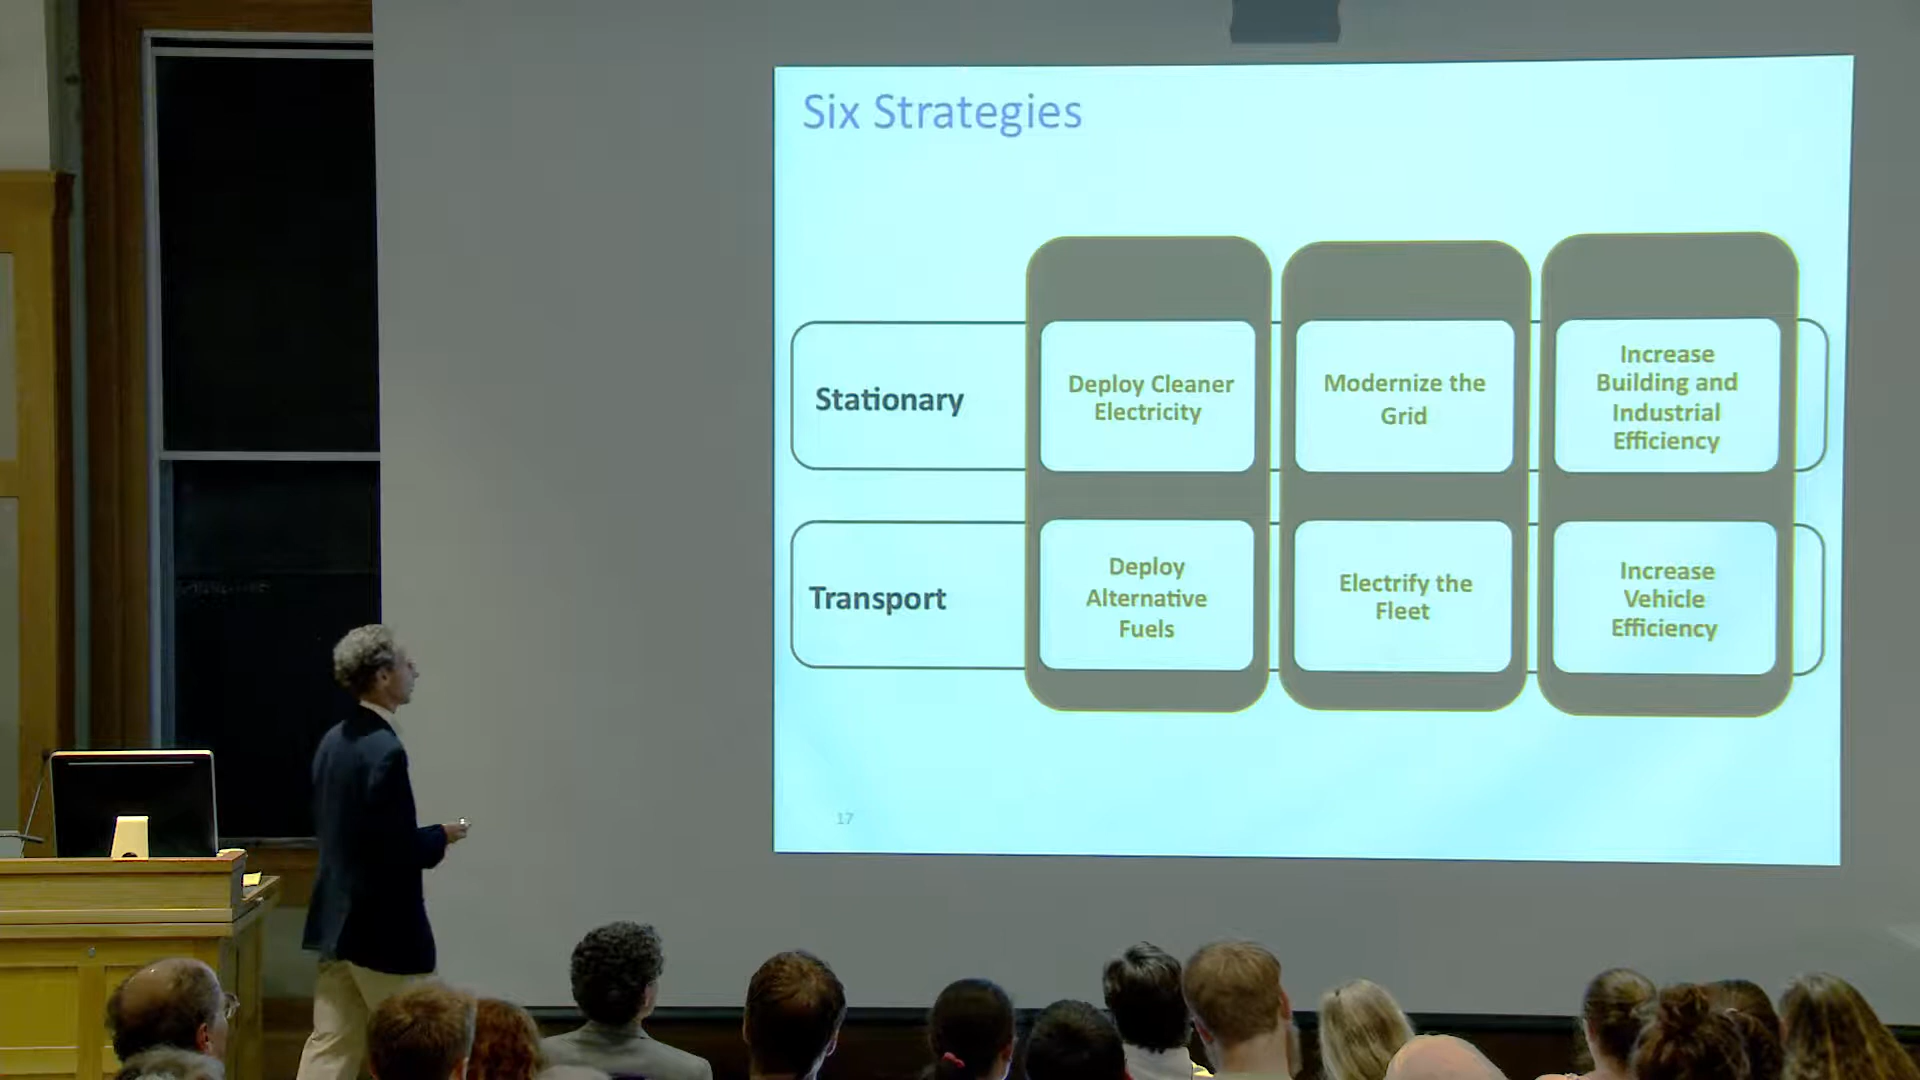 Six Strategies
Stationary
Deploy Cleaner
Electricity
Modernize the
Grid
Increase
Building and
Industrial
Efficiency
Transport
Deploy
Alternative
Fuels
Electrify the
Fleet
Increase
Vehicle
Efficiency
17